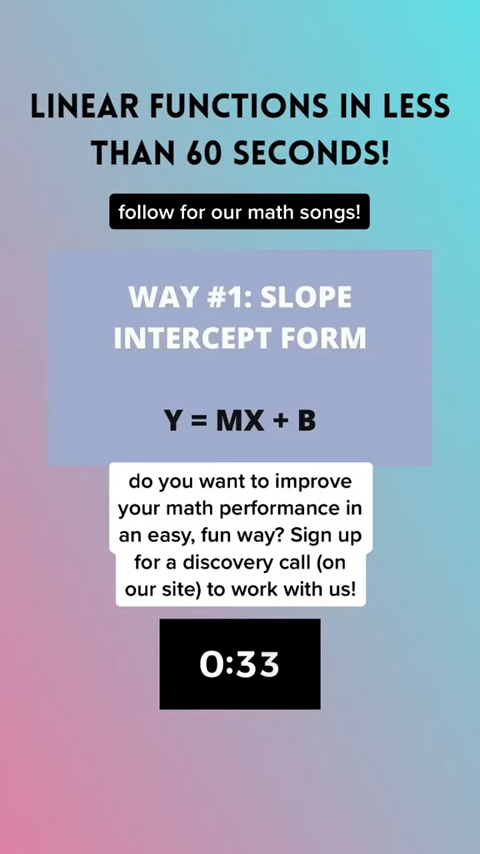 LINEAR FUNCTIONS IN LESS
THAN 60 SECONDS!
follow for our math songs!
WAY #1: SLOPE
INTERCEPT FORM
Y = MX + B
do you want to improve
your math performance in
an easy, fun way? Sign up
for a discovery call (on
our site) to work with us!
0:33